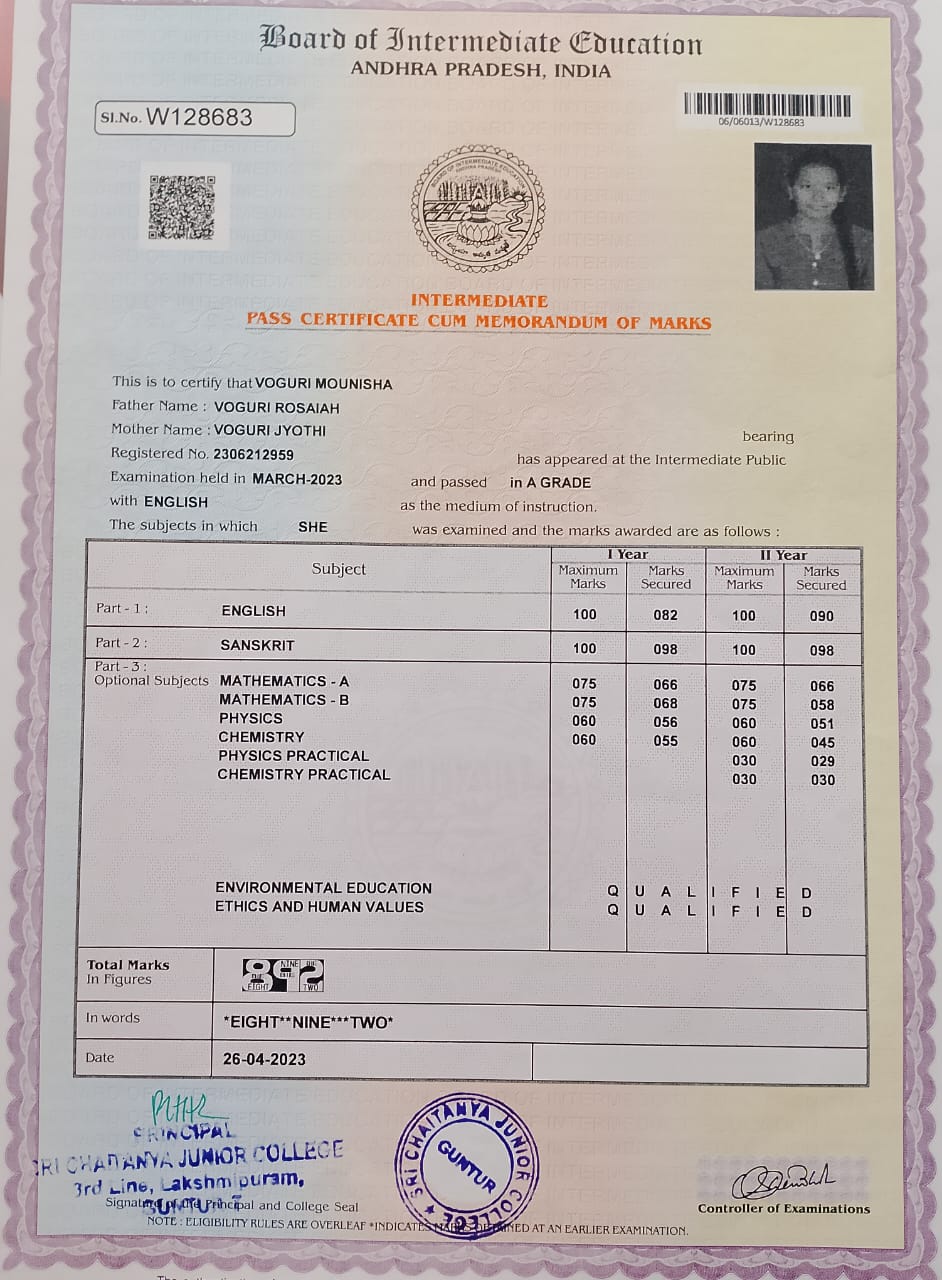 Board of Intermediate Education
ANDHRA PRADESH, INDIA
Sl.No. W128683
06/06013/W128683
BOARD OF INTERMEDIATE EDUCATION
ANDHRA PRADESH
INTERMEDIATE
PASS CERTIFICATE CUM MEMORANDUM OF MARKS
This is to certify that VOGURI MOUNISHA
Father Name : VOGURI ROSAIAH
Mother Name : VOGURI JYOTHI
bearing
Registered No. 2306212959 has appeared at the Intermediate Public
Examination held in MARCH-2023 and passed in A GRADE
with ENGLISH as the medium of instruction.
The subjects in which SHE was examined and the marks awarded are as follows :
Subject I Year II Year
Maximum Marks Marks Secured Maximum Marks Marks Secured
Part - 1 : ENGLISH 100 082 100 090
Part - 2 : SANSKRIT 100 098 100 098
Part - 3 :
Optional Subjects MATHEMATICS - A 075 066 075 066
MATHEMATICS - B 075 068 075 058
PHYSICS 060 056 060 051
CHEMISTRY 060 055 060 045
PHYSICS PRACTICAL 030 029
CHEMISTRY PRACTICAL 030 030
ENVIRONMENTAL EDUCATION Q U A L I F I E D
ETHICS AND HUMAN VALUES Q U A L I F I E D
Total Marks
In Figures 892
EIGHT NINE TWO
In words *EIGHT**NINE***TWO*
Date 26-04-2023
PRINCIPAL
SRI CHAITANYA JUNIOR COLLEGE
3rd Line, Lakshmipuram,
GUNTUR
SRI CHAITANYA JUNIOR COLLEGE
GUNTUR
Signature of the Principal and College Seal
Controller of Examinations
NOTE : ELIGIBILITY RULES ARE OVERLEAF *INDICATES MARKS OBTAINED AT AN EARLIER EXAMINATION.